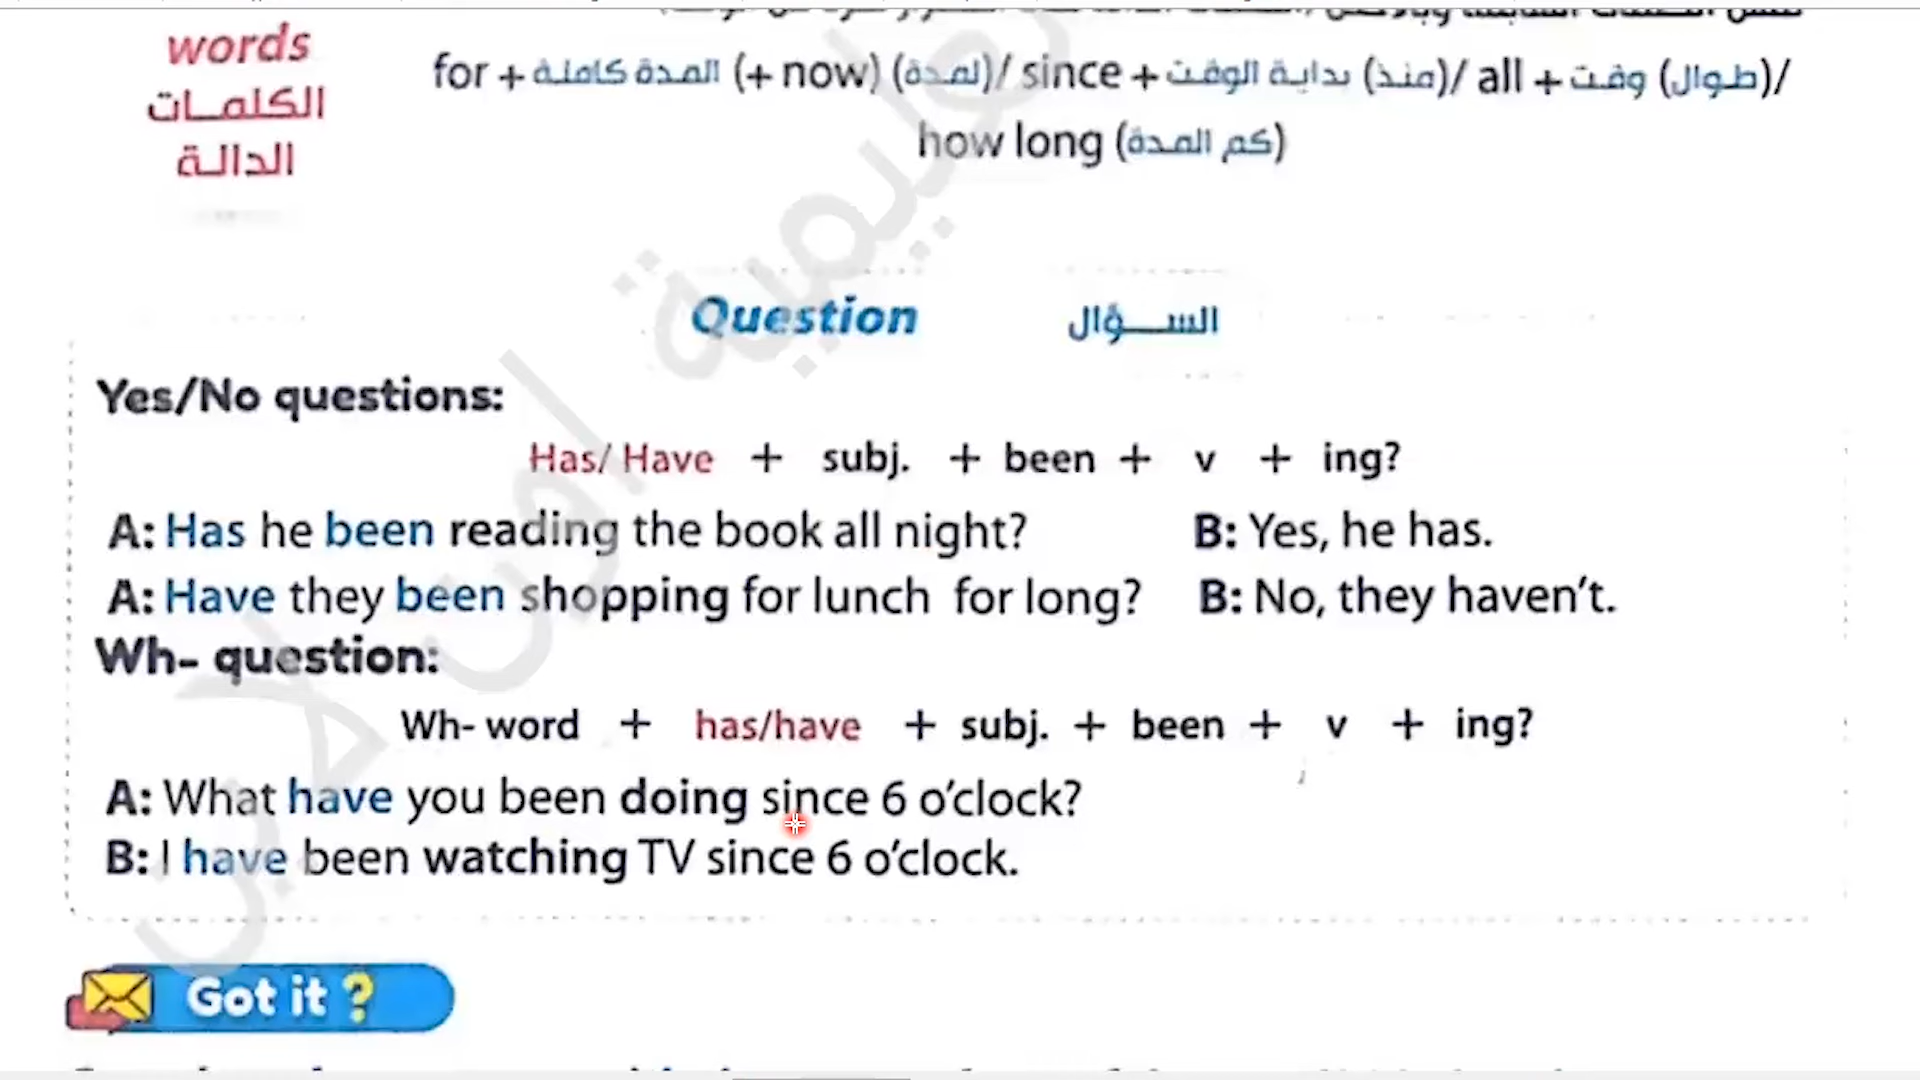 words
الكلمات
الدالة
for + المدة كاملة (+ now) (لمدة)/ since + بداية الوقت (منذ)/ all + وقت (طوال)/
how long (كم المدة)
Question السؤال
Yes/No questions:
Has/ Have + subj. + been + v + ing?
A: Has he been reading the book all night? B: Yes, he has.
A: Have they been shopping for lunch for long? B: No, they haven't.
Wh- question:
Wh- word + has/have + subj. + been + v + ing?
A: What have you been doing since 6 o'clock?
B: I have been watching TV since 6 o'clock.
Got it ?